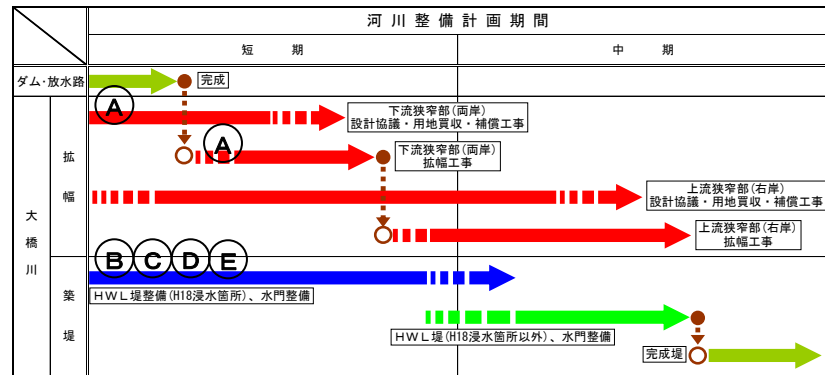 河川整備計画期間
短期
中期
ダム・放水路
完成
A
下流狭窄部(両岸)
設計協議・用地買収・補償工事
A
下流狭窄部(両岸)
拡幅工事
拡幅
上流狭窄部(右岸)
設計協議・用地買収・補償工事
大橋川
上流狭窄部(右岸)
拡幅工事
B C D E
HWL堤整備(H18浸水箇所)、水門整備
築堤
HWL堤(H18浸水箇所以外)、水門整備
完成堤